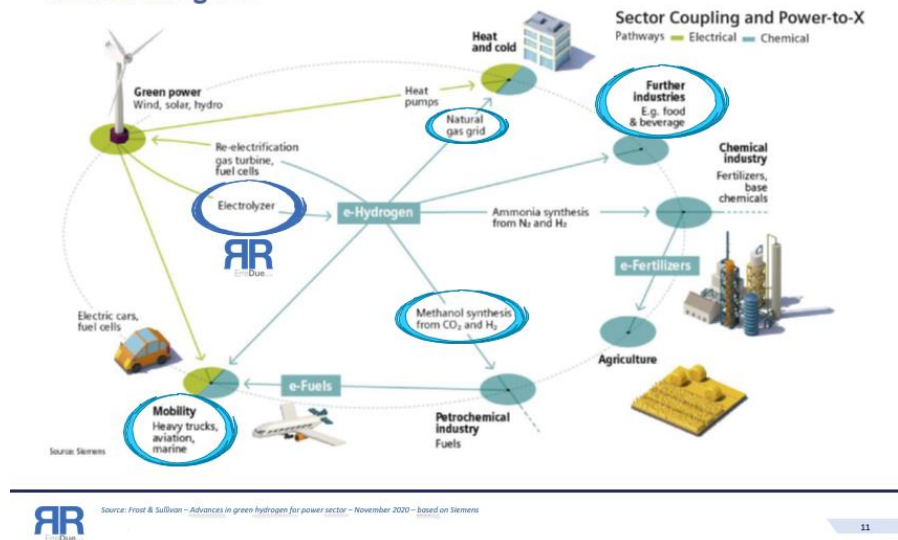 Sector Coupling and Power-to-X
Pathways Electrical Chemical
Heat
and cold
Green power
Wind, solar, hydro
Heat
pumps
Natural
gas grid
Further
industries
E.g. food
& beverage
Re-electrification
gas turbine,
fuel cells
Chemical
industry
Fertilizers,
base
chemicals
Electrolyzer
e-Hydrogen
Ammonia synthesis
from N₂ and H₂
ErreDue
e-Fertilizers
Electric cars,
fuel cells
Methanol synthesis
from CO₂ and H₂
Agriculture
e-Fuels
Mobility
Heavy trucks,
aviation,
marine
Petrochemical
industry
Fuels
Source: Siemens
Source: Frost & Sullivan – Advances in green hydrogen for power sector – November 2020 – based on Siemens
ErreDue
11